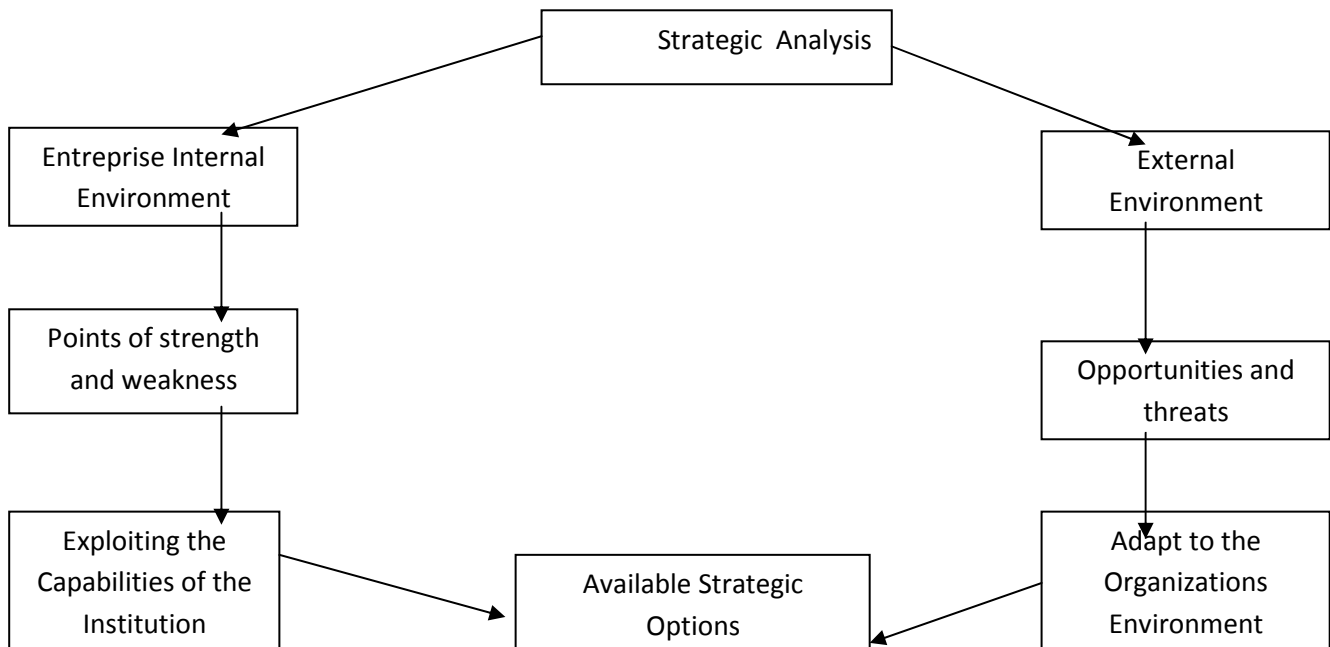 Strategic Analysis
Entreprise Internal
Environment
External
Environment
Points of strength
and weakness
Opportunities and
threats
Exploiting the
Capabilities of the
Institution
Available Strategic
Options
Adapt to the
Organizations
Environment